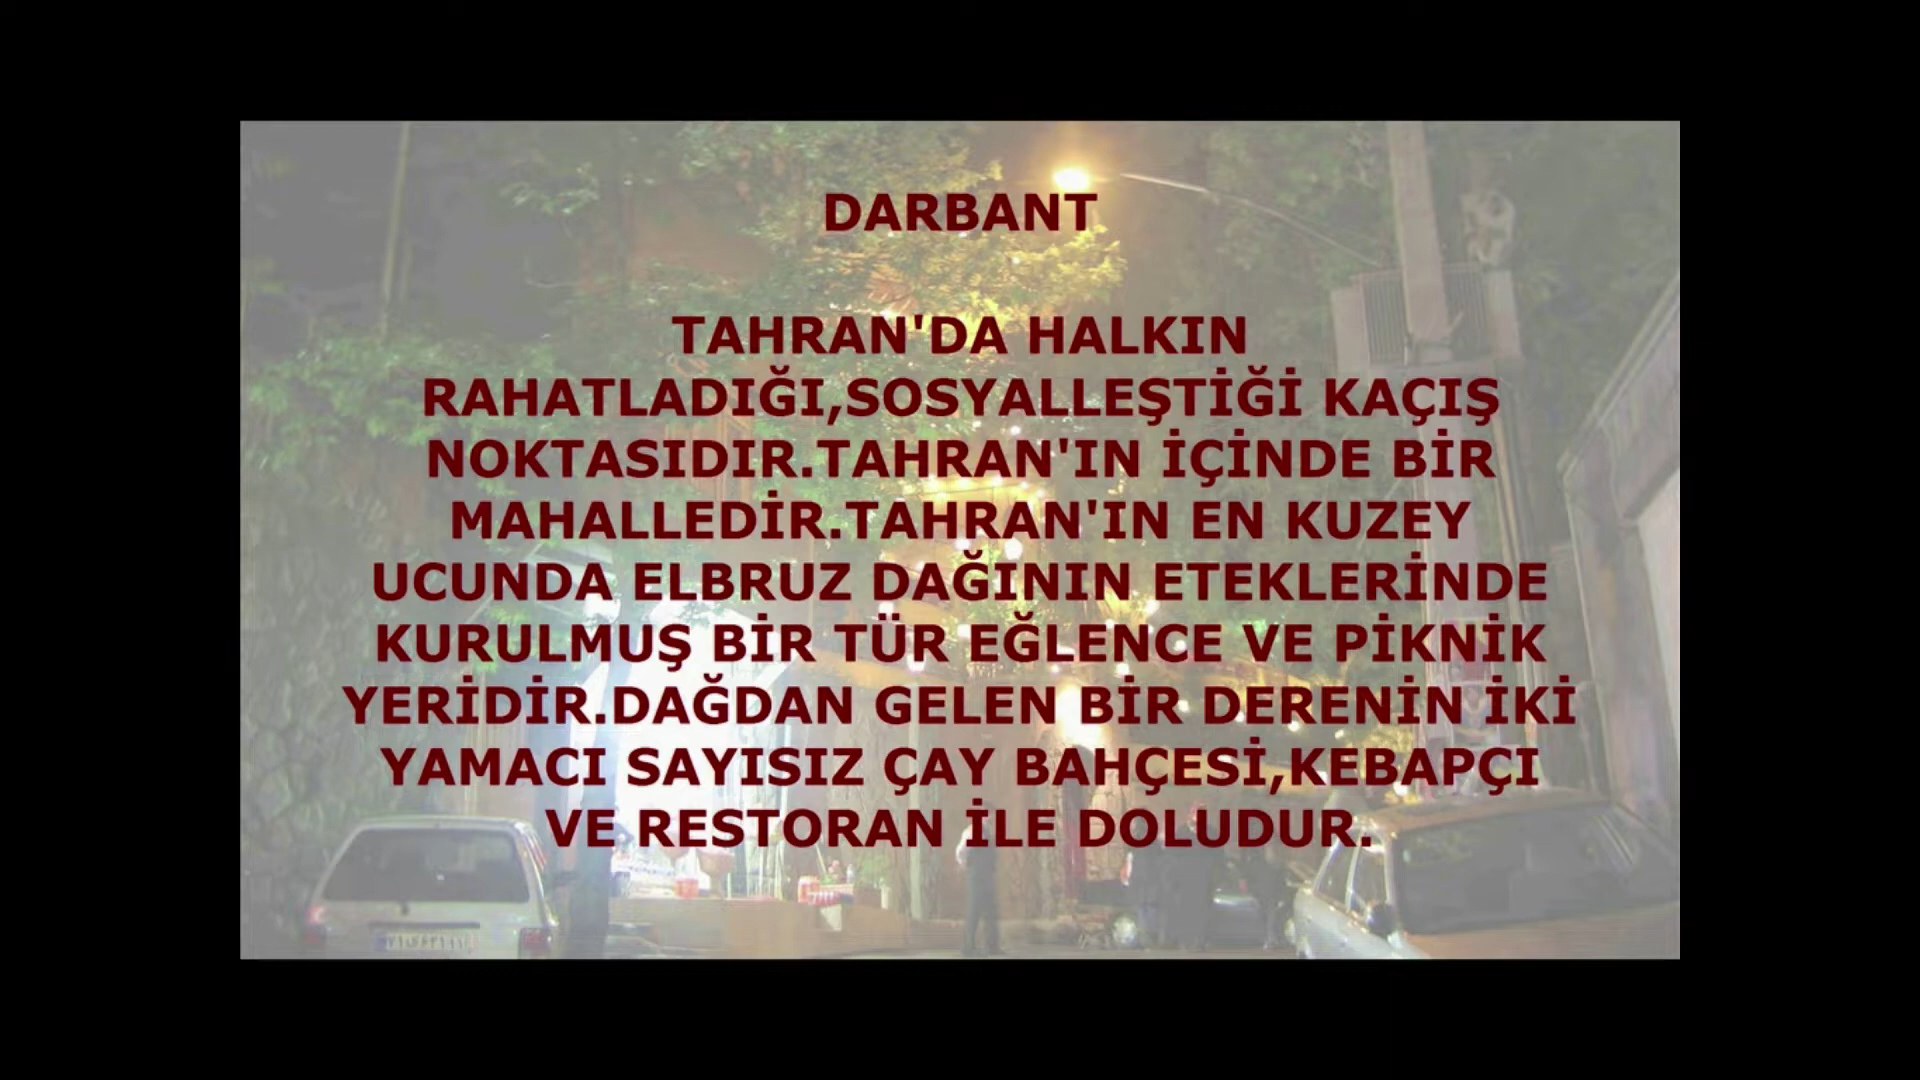 DARBANT
TAHRAN'DA HALKIN
RAHATLADIĞI,SOSYALLEŞTİĞİ KAÇIŞ
NOKTASIDIR.TAHRAN'IN İÇİNDE BİR
MAHALLEDİR.TAHRAN'IN EN KUZEY
UCUNDA ELBRUZ DAĞININ ETEKLERİNDE
KURULMUŞ BİR TÜR EĞLENCE VE PİKNİK
YERİDİR.DAĞDAN GELEN BİR DERENİN İKİ
YAMACI SAYISIZ ÇAY BAHÇESİ,KEBAPÇI
VE RESTORAN İLE DOLUDUR.